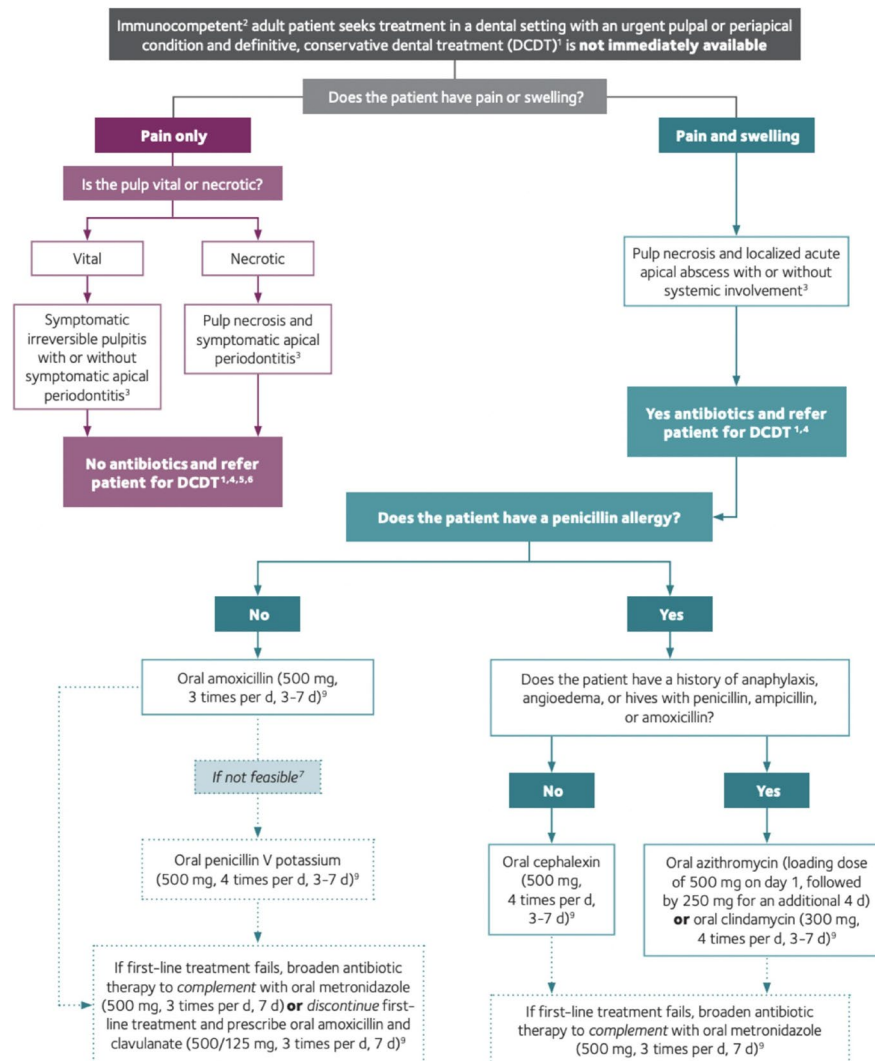 Immunocompetent² adult patient seeks treatment in a dental setting with an urgent pulpal or periapical
condition and definitive, conservative dental treatment (DCDT)¹ is not immediately available
Does the patient have pain or swelling?
Pain only
Pain and swelling
Is the pulp vital or necrotic?
Vital
Necrotic
Symptomatic
irreversible pulpitis
with or without
symptomatic apical
periodontitis³
Pulp necrosis and
symptomatic apical
periodontitis³
Pulp necrosis and localized acute
apical abscess with or without
systemic involvement³
No antibiotics and refer
patient for DCDT¹,⁴,⁵,⁶
Yes antibiotics and refer
patient for DCDT ¹,⁴
Does the patient have a penicillin allergy?
No
Yes
Oral amoxicillin (500 mg,
3 times per d, 3-7 d)⁹
If not feasible⁷
Oral penicillin V potassium
(500 mg, 4 times per d, 3-7 d)⁹
If first-line treatment fails, broaden antibiotic
therapy to complement with oral metronidazole
(500 mg, 3 times per d, 7 d) or discontinue first-
line treatment and prescribe oral amoxicillin and
clavulanate (500/125 mg, 3 times per d, 7 d)⁹
Does the patient have a history of anaphylaxis,
angioedema, or hives with penicillin, ampicillin,
or amoxicillin?
No
Yes
Oral cephalexin
(500 mg,
4 times per d,
3-7 d)⁹
Oral azithromycin (loading dose
of 500 mg on day 1, followed
by 250 mg for an additional 4 d)
or oral clindamycin (300 mg,
4 times per d, 3-7 d)⁹
If first-line treatment fails, broaden antibiotic
therapy to complement with oral metronidazole
(500 mg, 3 times per d, 7 d)⁹